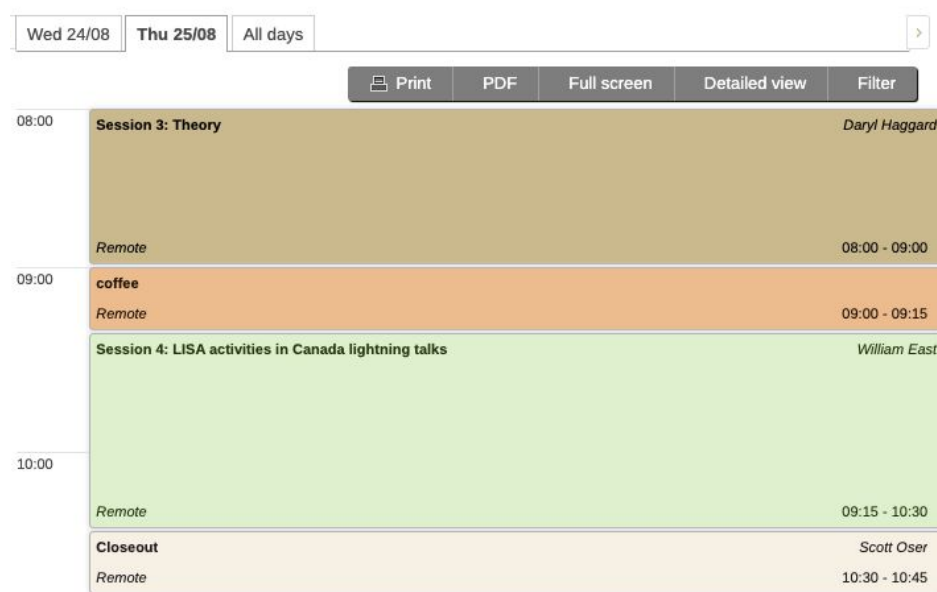 Wed 24/08 Thu 25/08 All days >
Print PDF Full screen Detailed view Filter
08:00 Session 3: Theory Daryl Haggard
Remote 08:00 - 09:00
09:00 coffee
Remote 09:00 - 09:15
Session 4: LISA activities in Canada lightning talks William East
10:00
Remote 09:15 - 10:30
Closeout Scott Oser
Remote 10:30 - 10:45